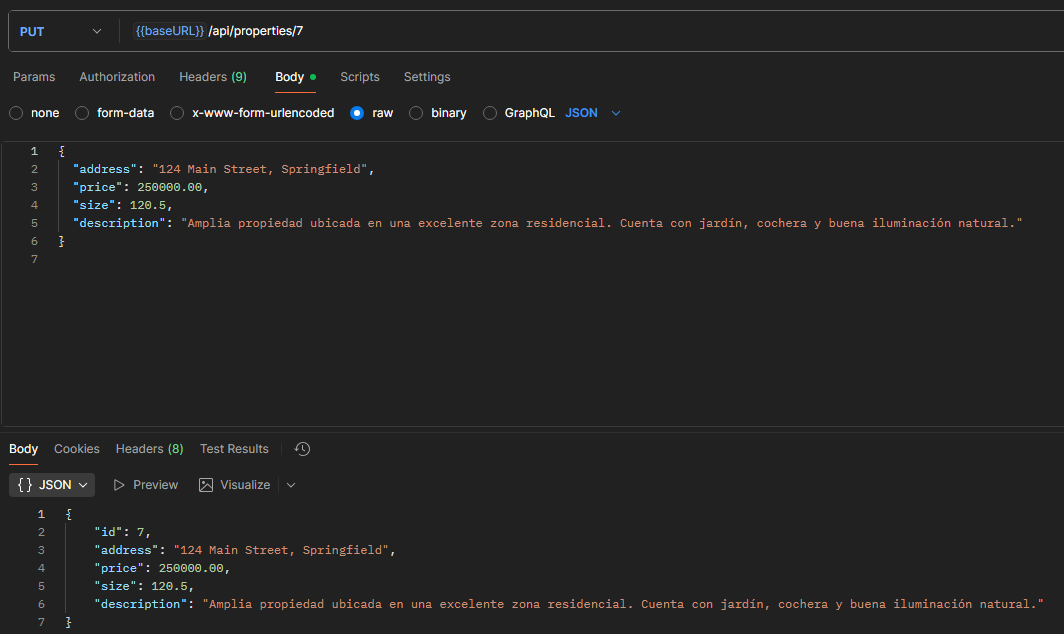 PUT {{baseURL}} /api/properties/7
Params Authorization Headers (9) Body Scripts Settings
none form-data x-www-form-urlencoded raw binary GraphQL JSON
1 {
2 "address": "124 Main Street, Springfield",
3 "price": 250000.00,
4 "size": 120.5,
5 "description": "Amplia propiedad ubicada en una excelente zona residencial. Cuenta con jardín, cochera y buena iluminación natural."
6 }
7
Body Cookies Headers (8) Test Results
{} JSON Preview Visualize
1 {
2 "id": 7,
3 "address": "124 Main Street, Springfield",
4 "price": 250000.00,
5 "size": 120.5,
6 "description": "Amplia propiedad ubicada en una excelente zona residencial. Cuenta con jardín, cochera y buena iluminación natural."
7 }